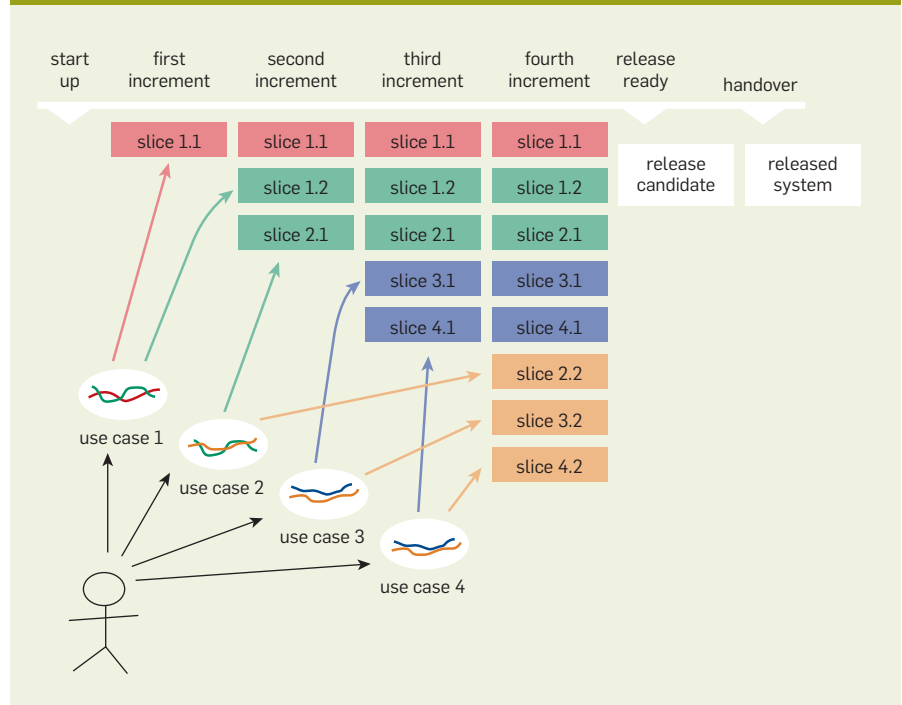 start
up
first
increment
second
increment
third
increment
fourth
increment
release
ready
handover
slice 1.1
slice 1.1
slice 1.1
slice 1.1
release
candidate
released
system
slice 1.2
slice 1.2
slice 1.2
slice 2.1
slice 2.1
slice 2.1
slice 3.1
slice 3.1
slice 4.1
slice 4.1
slice 2.2
slice 3.2
slice 4.2
use case 1
use case 2
use case 3
use case 4